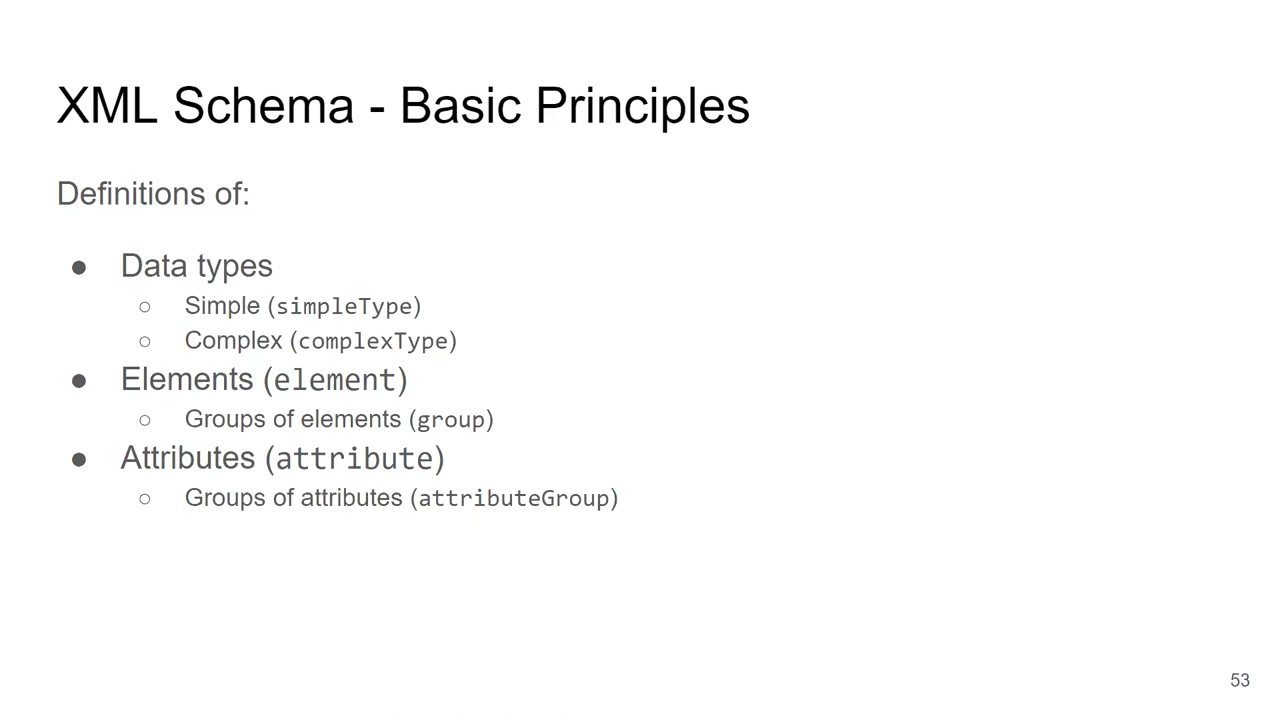 XML Schema - Basic Principles
Definitions of:
● Data types
○ Simple (simpleType)
○ Complex (complexType)
● Elements (element)
○ Groups of elements (group)
● Attributes (attribute)
○ Groups of attributes (attributeGroup)
53